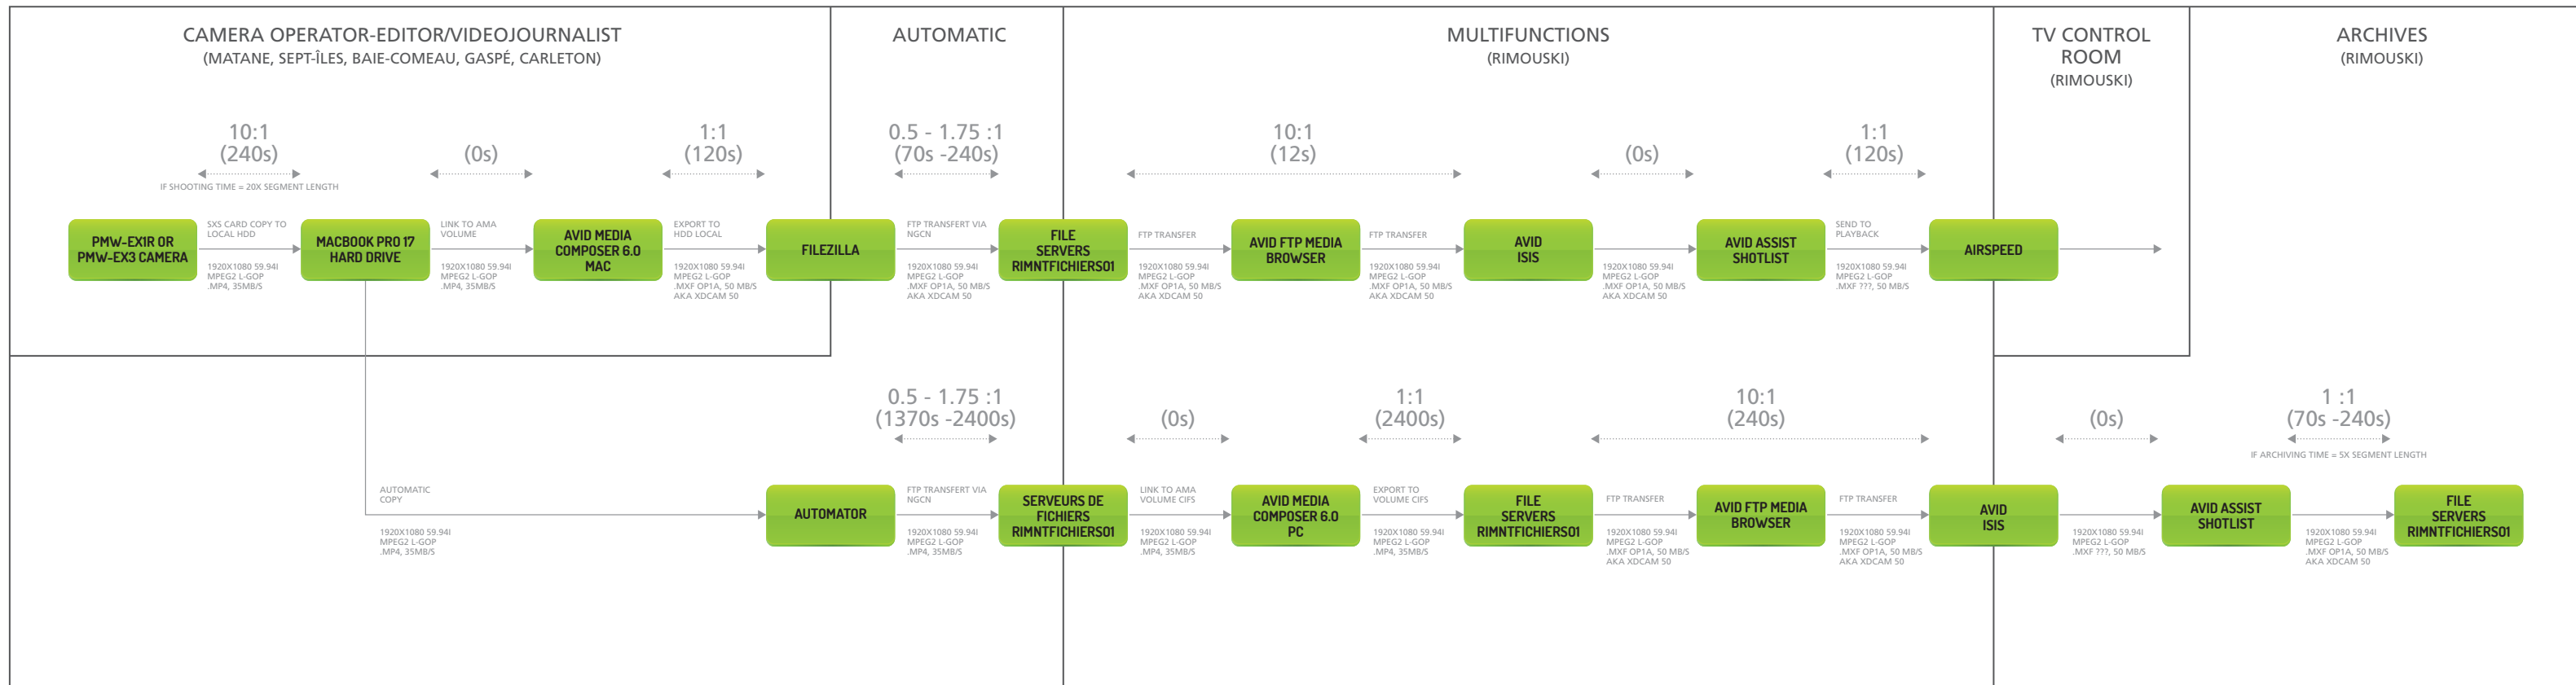 CAMERA OPERATOR-EDITOR/VIDEOJOURNALIST
(MATANE, SEPT-ÎLES, BAIE-COMEAU, GASPÉ, CARLETON)
AUTOMATIC
MULTIFUNCTIONS
(RIMOUSKI)
TV CONTROL
ROOM
(RIMOUSKI)
ARCHIVES
(RIMOUSKI)
10:1
(240s)
IF SHOOTING TIME = 20X SEGMENT LENGTH
(0s)
1:1
(120s)
0.5 - 1.75 :1
(70s -240s)
10:1
(12s)
(0s)
1:1
(120s)
PMW-EX1R OR
PMW-EX3 CAMERA
SXS CARD COPY TO
LOCAL HDD
1920X1080 59.94I
MPEG2 L-GOP
.MP4, 35MB/S
MACBOOK PRO 17
HARD DRIVE
LINK TO AMA
VOLUME
1920X1080 59.94I
MPEG2 L-GOP
.MP4, 35MB/S
AVID MEDIA
COMPOSER 6.0
MAC
EXPORT TO
HDD LOCAL
1920X1080 59.94I
MPEG2 L-GOP
.MXF OP1A, 50 MB/S
AKA XDCAM 50
FILEZILLA
FTP TRANSFERT VIA
NGCN
1920X1080 59.94I
MPEG2 L-GOP
.MXF OP1A, 50 MB/S
AKA XDCAM 50
FILE
SERVERS
RIMNTFICHIERS01
FTP TRANSFER
1920X1080 59.94I
MPEG2 L-GOP
.MXF OP1A, 50 MB/S
AKA XDCAM 50
AVID FTP MEDIA
BROWSER
FTP TRANSFER
1920X1080 59.94I
MPEG2 L-GOP
.MXF OP1A, 50 MB/S
AKA XDCAM 50
AVID
ISIS
1920X1080 59.94I
MPEG2 L-GOP
.MXF OP1A, 50 MB/S
AKA XDCAM 50
AVID ASSIST
SHOTLIST
SEND TO
PLAYBACK
1920X1080 59.94I
MPEG2 L-GOP
.MXF ???, 50 MB/S
AIRSPEED
0.5 - 1.75 :1
(1370s -2400s)
(0s)
1:1
(2400s)
10:1
(240s)
(0s)
1 :1
(70s -240s)
IF ARCHIVING TIME = 5X SEGMENT LENGTH
AUTOMATIC
COPY
1920X1080 59.94I
MPEG2 L-GOP
.MP4, 35MB/S
AUTOMATOR
FTP TRANSFERT VIA
NGCN
1920X1080 59.94I
MPEG2 L-GOP
.MP4, 35MB/S
SERVEURS DE
FICHIERS
RIMNTFICHIERS01
LINK TO AMA
VOLUME CIFS
1920X1080 59.94I
MPEG2 L-GOP
.MP4, 35MB/S
AVID MEDIA
COMPOSER 6.0
PC
EXPORT TO
VOLUME CIFS
1920X1080 59.94I
MPEG2 L-GOP
.MP4, 35MB/S
FILE
SERVERS
RIMNTFICHIERS01
FTP TRANSFER
1920X1080 59.94I
MPEG2 L-GOP
.MXF OP1A, 50 MB/S
AKA XDCAM 50
AVID FTP MEDIA
BROWSER
FTP TRANSFER
1920X1080 59.94I
MPEG2 L-GOP
.MXF OP1A, 50 MB/S
AKA XDCAM 50
AVID
ISIS
1920X1080 59.94I
MPEG2 L-GOP
.MXF ???, 50 MB/S
AVID ASSIST
SHOTLIST
1920X1080 59.94I
MPEG2 L-GOP
.MXF OP1A, 50 MB/S
AKA XDCAM 50
FILE
SERVERS
RIMNTFICHIERS01